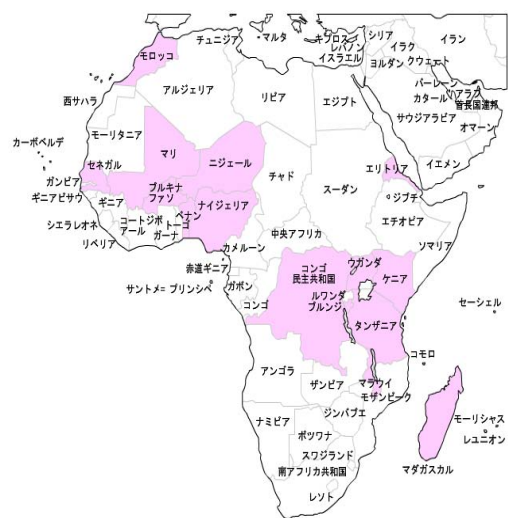 モロッコ
チュニジア
マルタ
キプロス
レバノン
イスラエル
シリア
イラク
イラン
ヨルダン
クウェート
バーレーン
カタール
アラブ
首長国連邦
西サハラ
アルジェリア
リビア
エジプト
サウジアラビア
オマーン
カーボベルデ
モーリタニア
マリ
ニジェール
チャド
スーダン
エリトリア
イエメン
セネガル
ガンビア
ギニアビサウ
ギニア
ブルキナ
ファソ
ナイジェリア
ジブチ
シエラレオネ
リベリア
コートジボ
アール
ベナン
トーゴ
ガーナ
カメルーン
中央アフリカ
エチオピア
ソマリア
赤道ギニア
サントメ=プリンシペ
ガボン
コンゴ
コンゴ
民主共和国
ウガンダ
ケニア
ルワンダ
ブルンジ
タンザニア
セーシェル
コモロ
アンゴラ
ザンビア
マラウイ
モザンビーク
ナミビア
ジンバブエ
ボツワナ
モーリシャス
レユニオン
スワジランド
南アフリカ共和国
マダガスカル
レソト